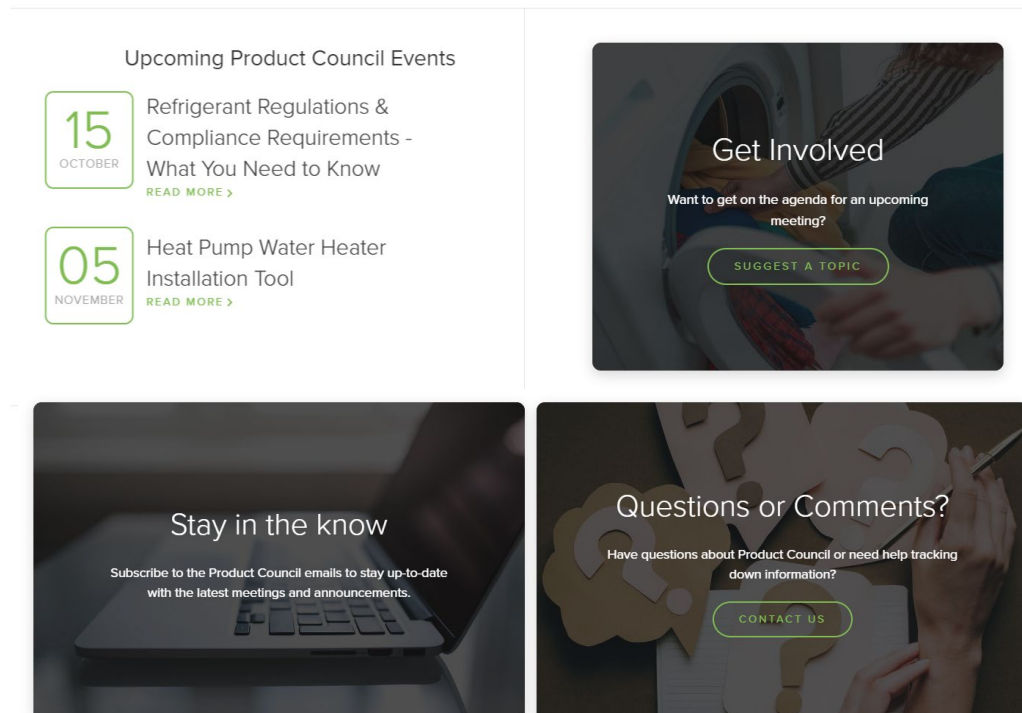 Upcoming Product Council Events
15
OCTOBER
Refrigerant Regulations &
Compliance Requirements -
What You Need to Know
READ MORE >
05
NOVEMBER
Heat Pump Water Heater
Installation Tool
READ MORE >
Get Involved
Want to get on the agenda for an upcoming
meeting?
SUGGEST A TOPIC
Stay in the know
Subscribe to the Product Council emails to stay up-to-date
with the latest meetings and announcements.
Questions or Comments?
Have questions about Product Council or need help tracking
down information?
CONTACT US